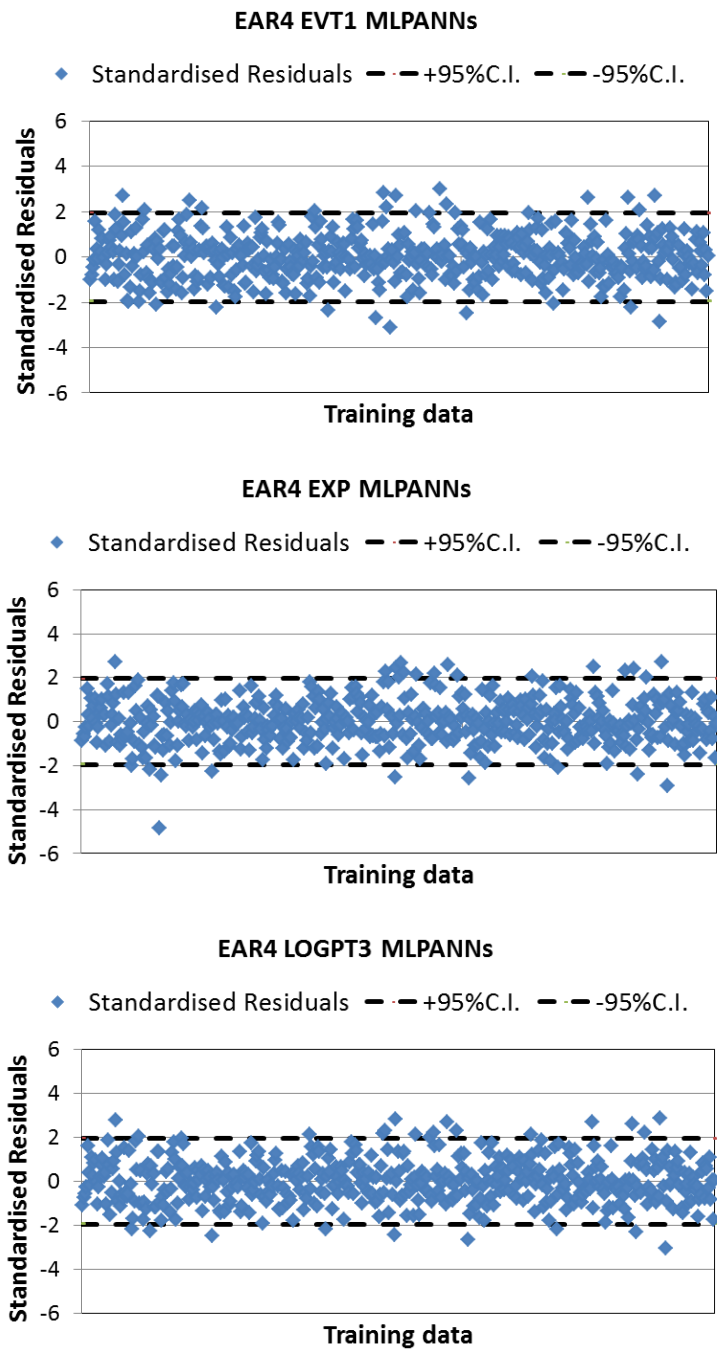 EAR4 EVT1 MLPANNs
Standardised Residuals +95%C.I. -95%C.I.
Standardised Residuals
6
4
2
0
-2
-4
-6
Training data
EAR4 EXP MLPANNs
Standardised Residuals +95%C.I. -95%C.I.
Standardised Residuals
6
4
2
0
-2
-4
-6
Training data
EAR4 LOGPT3 MLPANNs
Standardised Residuals +95%C.I. -95%C.I.
Standardised Residuals
6
4
2
0
-2
-4
-6
Training data